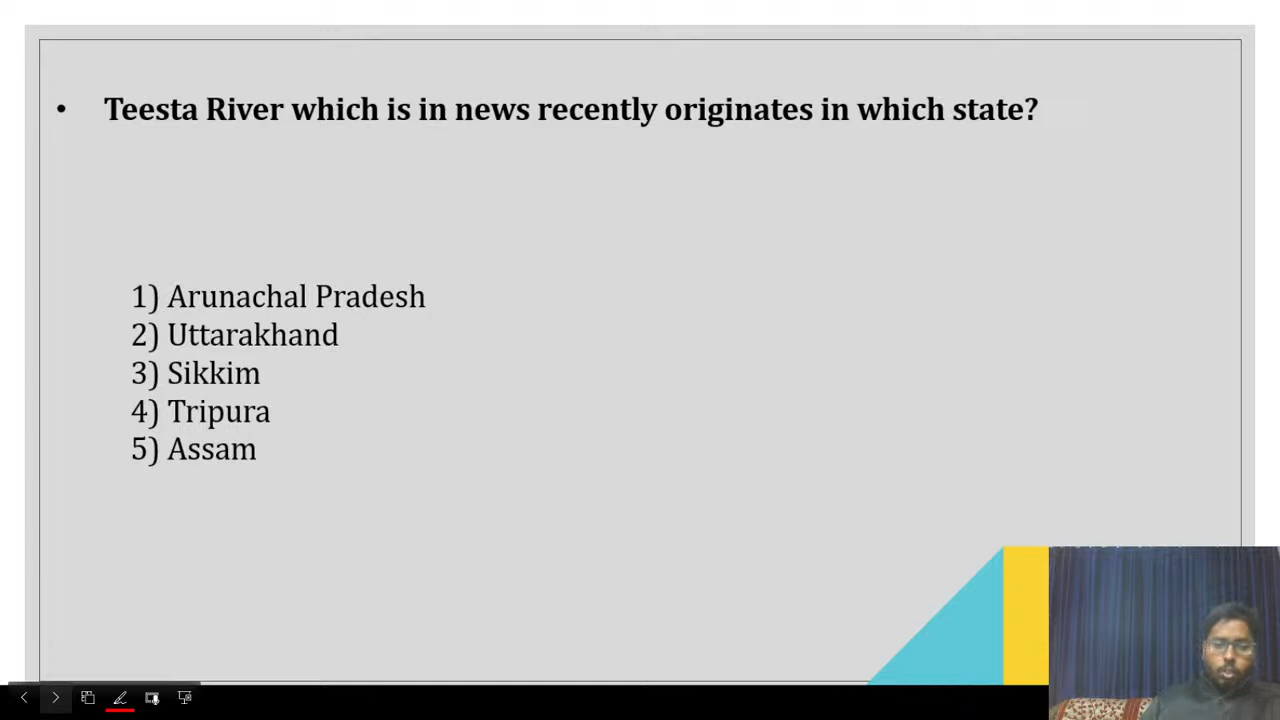 • Teesta River which is in news recently originates in which state?
1) Arunachal Pradesh
2) Uttarakhand
3) Sikkim
4) Tripura
5) Assam